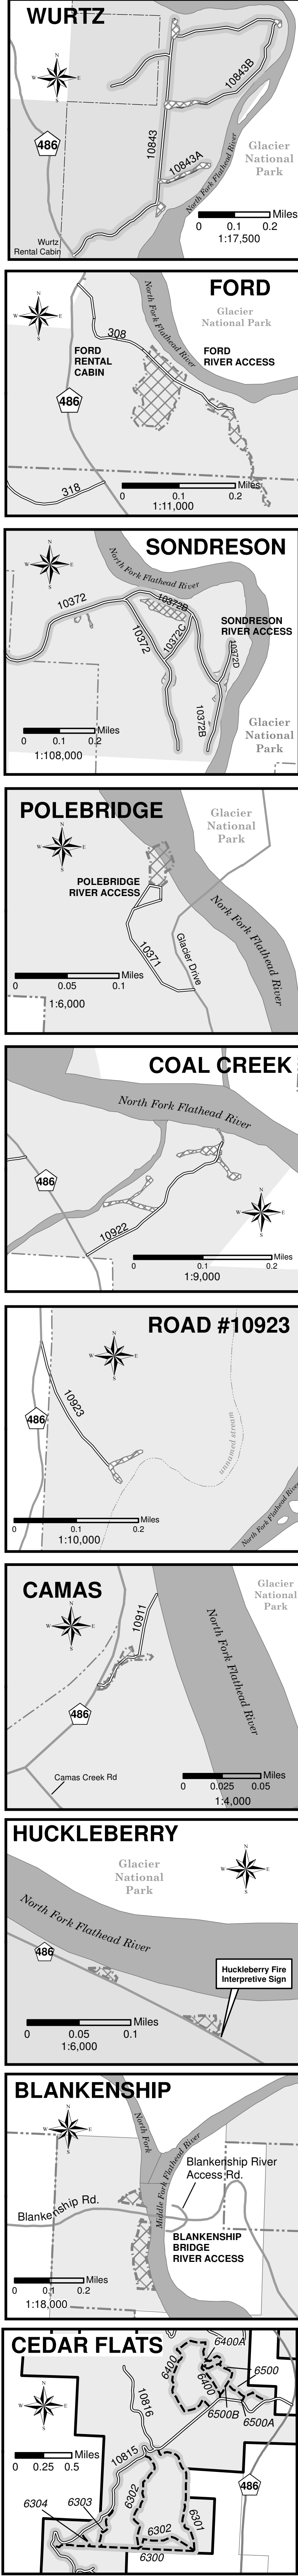 WURTZ
N
W E
S
486
10843
10843B
10843A
North Fork Flathead River
Glacier
National
Park
Wurtz
Rental Cabin
Miles
0 0.1 0.2
1:17,500
FORD
N
W E
S
North Fork Flathead River
Glacier
National Park
308
FORD
RENTAL
CABIN
FORD
RIVER ACCESS
486
Miles
0 0.1 0.2
1:11,000
318
SONDRESON
N
W E
S
North Fork Flathead River
10372
10372B
10372
10372C
SONDRESON
RIVER ACCESS
10372D
10372B
Glacier
National
Park
Miles
0 0.1 0.2
1:108,000
POLEBRIDGE
N
W E
S
Glacier
National
Park
POLEBRIDGE
RIVER ACCESS
10371
Glacier Drive
Nork Fork Flathead River
Miles
0 0.05 0.1
1:6,000
COAL CREEK
North Fork Flathead River
486
10922
N
W E
S
Miles
0 0.1 0.2
1:9,000
ROAD #10923
N
W E
S
486
10923
unnamed stream
North Fork Flathead River
Miles
0 0.1 0.2
1:10,000
CAMAS
N
W E
S
10911
Glacier
National
Park
North Fork Flathead River
486
Camas Creek Rd
Miles
0 0.025 0.05
1:4,000
HUCKLEBERRY
Glacier
National
Park
N
W E
S
North Fork Flathead River
486
Huckleberry Fire
Interpretive Sign
Miles
0 0.05 0.1
1:6,000
BLANKENSHIP
N
W E
S
North Fork
Middle Fork Flathead River
Blankenship River
Access Rd.
Blankenship Rd.
BLANKENSHIP
BRIDGE
RIVER ACCESS
Miles
0 0.1 0.2
1:18,000
CEDAR FLATS
6400A
N
W E
S
6400
6400
6500
10816
6500B
6500A
Miles
0 0.25 0.5
10815
486
6304
6303
6302
6301
6302
6300